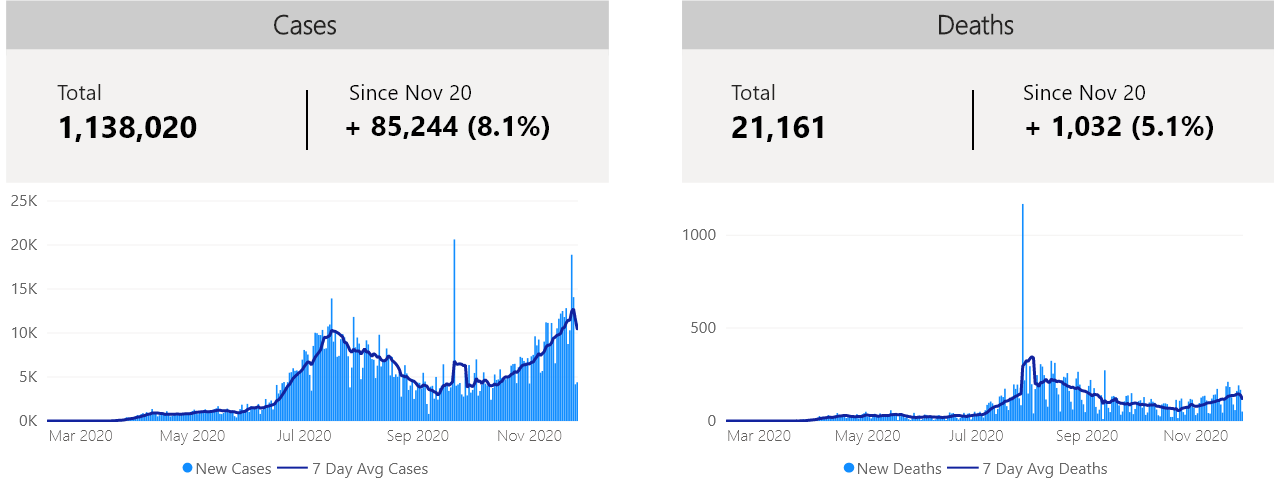 Cases
Total
Since Nov 20
1,138,020
+ 85,244 (8.1%)
25K
20K
15K
10K
5K
0K
Mar 2020
May 2020
Jul 2020
Sep 2020
Nov 2020
New Cases
7 Day Avg Cases
Deaths
Total
Since Nov 20
21,161
+ 1,032 (5.1%)
1000
500
0
Mar 2020
May 2020
Jul 2020
Sep 2020
Nov 2020
New Deaths
7 Day Avg Deaths